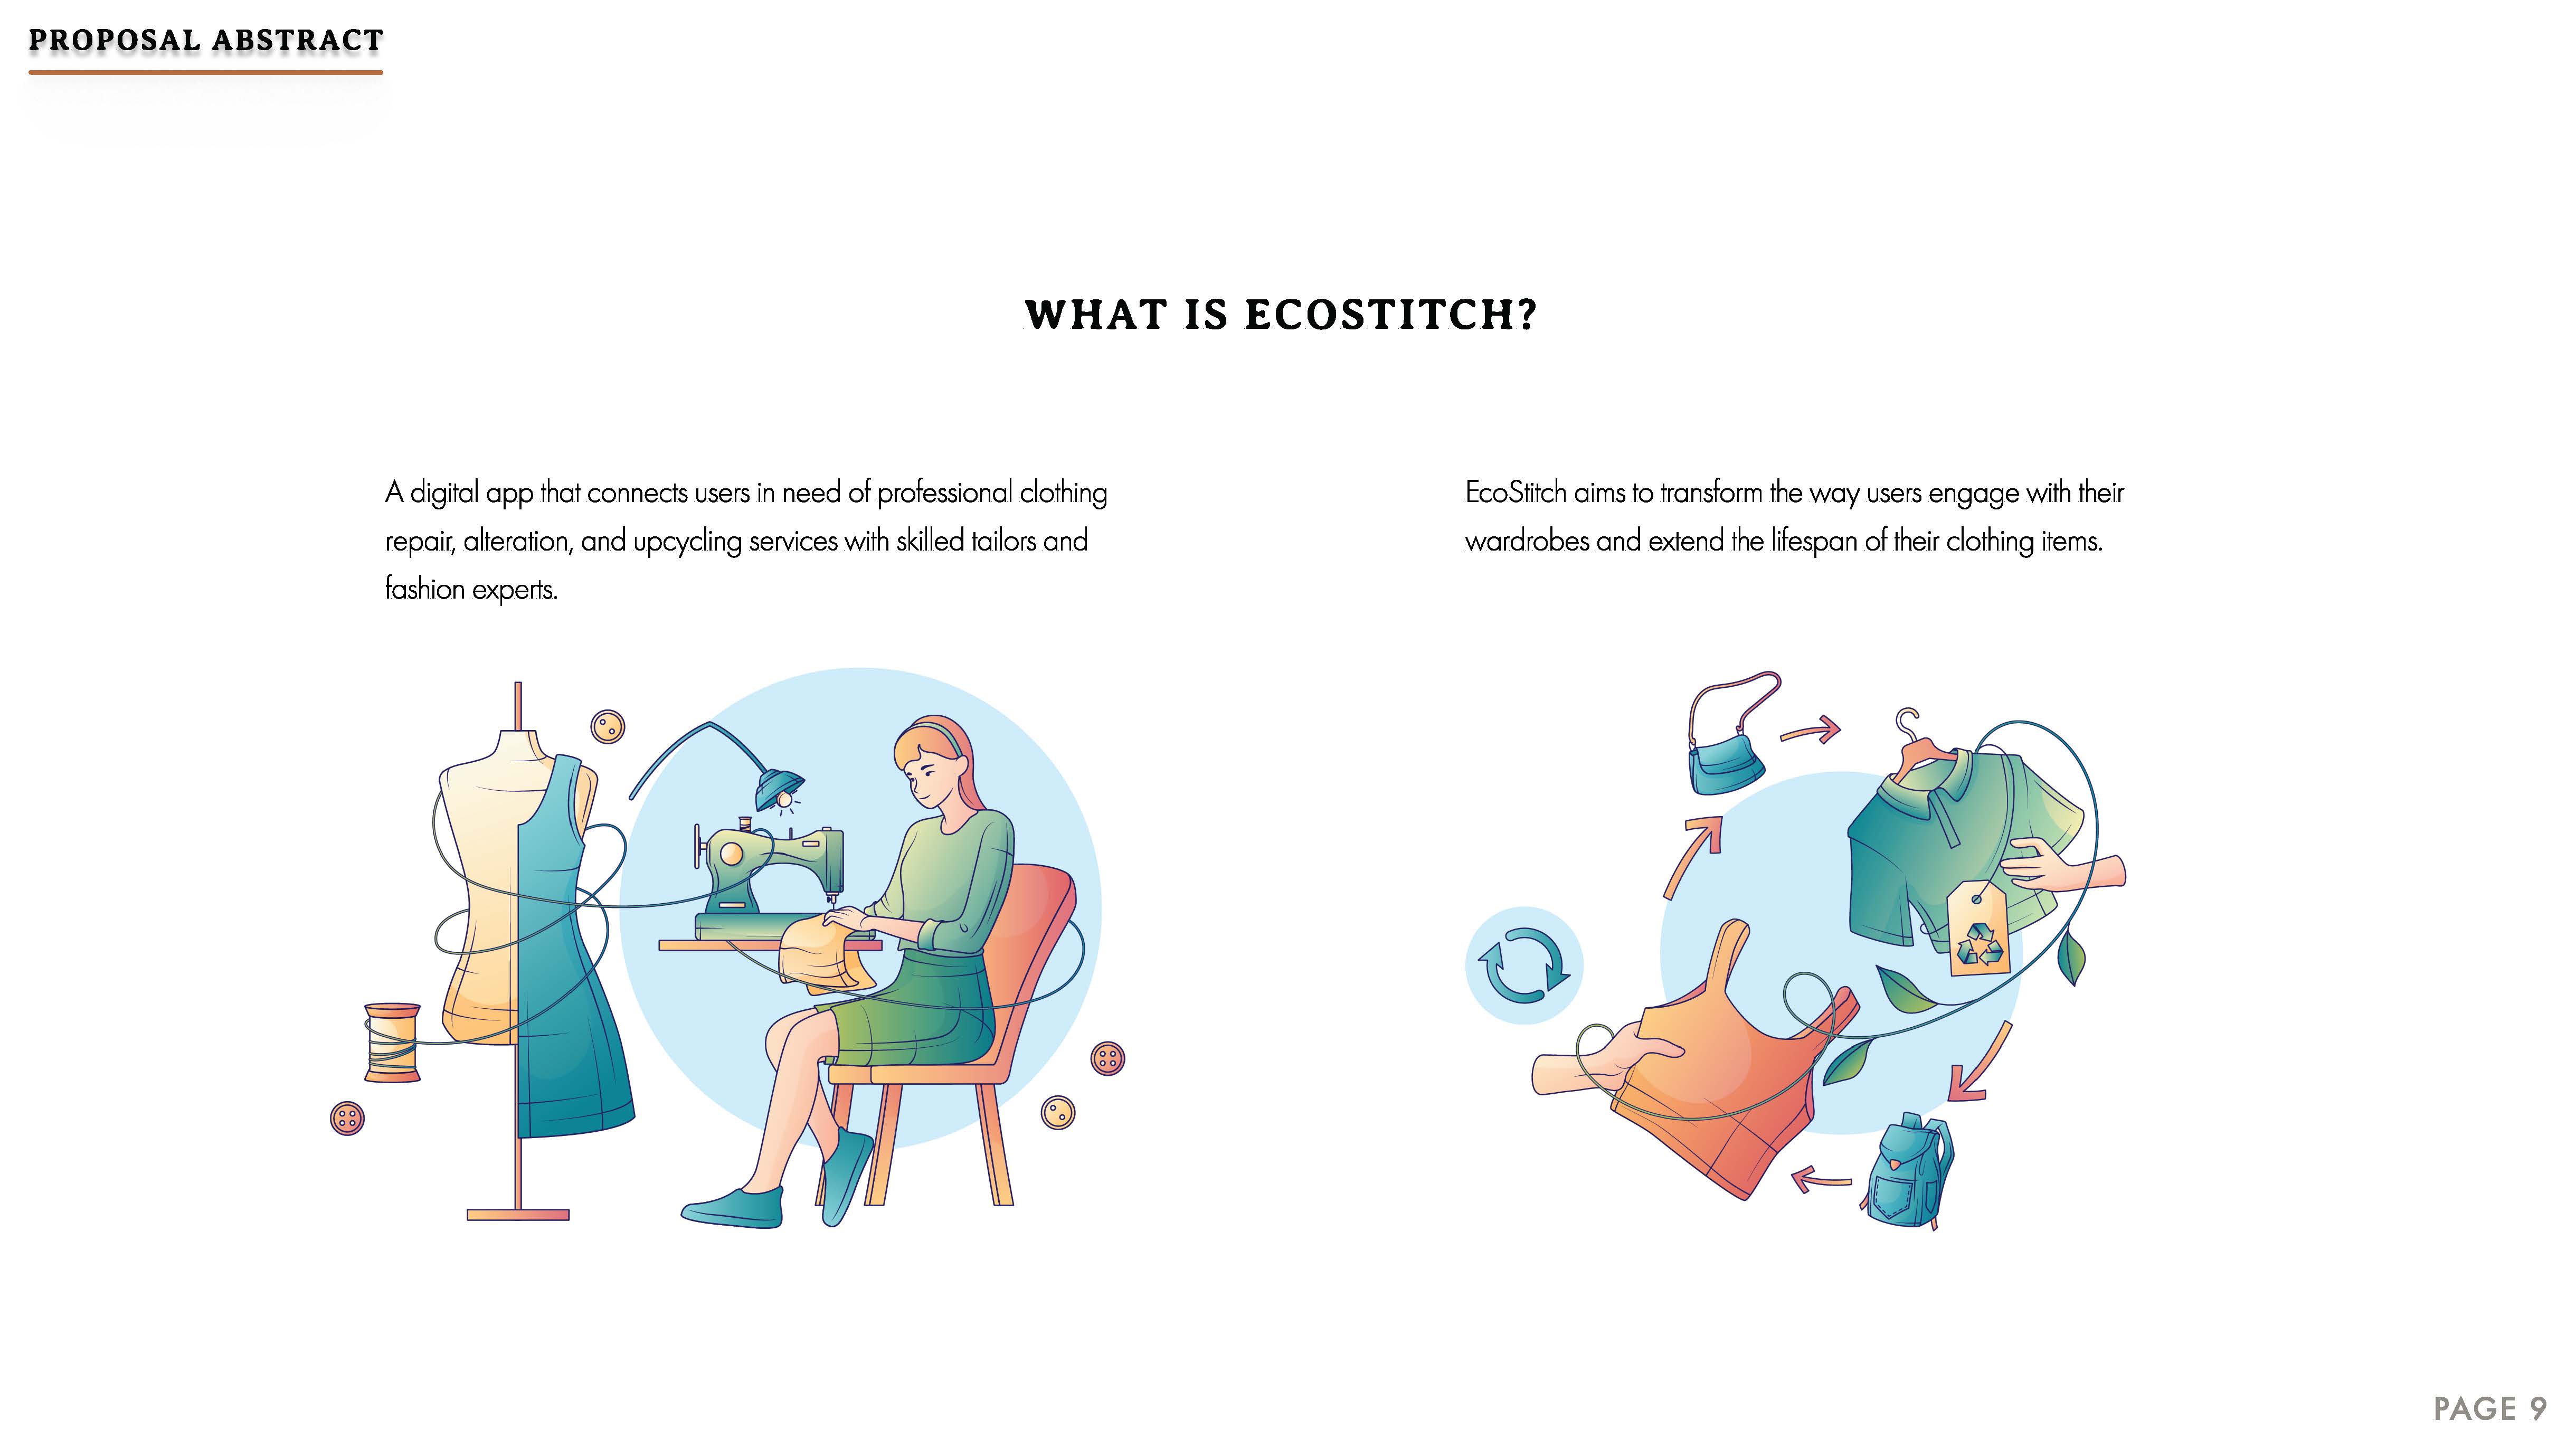 PROPOSAL ABSTRACT
WHAT IS ECOSTITCH?
A digital app that connects users in need of professional clothing
repair, alteration, and upcycling services with skilled tailors and
fashion experts.
EcoStitch aims to transform the way users engage with their
wardrobes and extend the lifespan of their clothing items.
PAGE 9